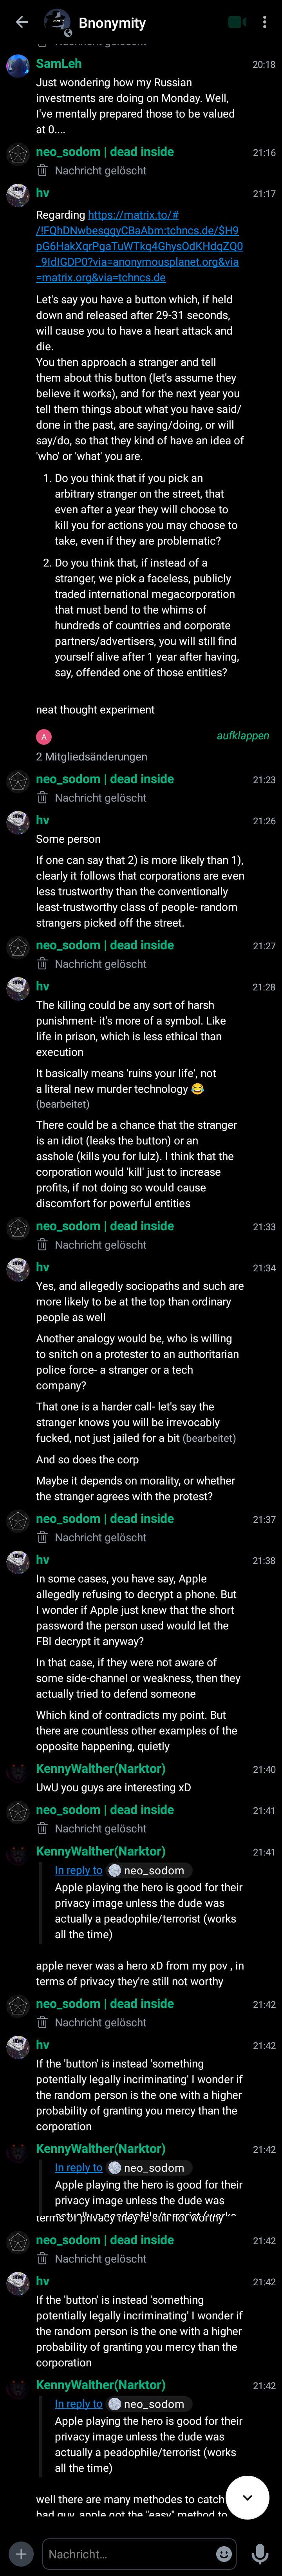 Bnonymity
SamLeh 20:18
Just wondering how my Russian
investments are doing on Monday. Well,
I've mentally prepared those to be valued
at 0....
neo_sodom | dead inside 21:16
Nachricht gelöscht
hv 21:17
Regarding https://matrix.to/#
/!FQhDNwbesggyCBaAbm:tchncs.de/$H9
pG6HakXqrPgaTuWTkq4GhysOdKHdqZQ0
_9IdIGDP0?via=anonymousplanet.org&via
=matrix.org&via=tchncs.de
Let's say you have a button which, if held
down and released after 29-31 seconds,
will cause you to have a heart attack and
die.
You then approach a stranger and tell
them about this button (let's assume they
believe it works), and for the next year you
tell them things about what you have said/
done in the past, are saying/doing, or will
say/do, so that they kind of have an idea of
'who' or 'what' you are.
1. Do you think that if you pick an
arbitrary stranger on the street, that
even after a year they will choose to
kill you for actions you may choose to
take, even if they are problematic?
2. Do you think that, if instead of a
stranger, we pick a faceless, publicly
traded international megacorporation
that must bend to the whims of
hundreds of countries and corporate
partners/advertisers, you will still find
yourself alive after 1 year after having,
say, offended one of those entities?
neat thought experiment
A aufklappen
2 Mitgliedsänderungen
neo_sodom | dead inside 21:23
Nachricht gelöscht
hv 21:26
Some person
If one can say that 2) is more likely than 1),
clearly it follows that corporations are even
less trustworthy than the conventionally
least-trustworthy class of people- random
strangers picked off the street.
neo_sodom | dead inside 21:27
Nachricht gelöscht
hv 21:28
The killing could be any sort of harsh
punishment- it's more of a symbol. Like
life in prison, which is less ethical than
execution
It basically means 'ruins your life', not
a literal new murder technology 😂
(bearbeitet)
There could be a chance that the stranger
is an idiot (leaks the button) or an
asshole (kills you for lulz). I think that the
corporation would 'kill' just to increase
profits, if not doing so would cause
discomfort for powerful entities
neo_sodom | dead inside 21:33
Nachricht gelöscht
hv 21:34
Yes, and allegedly sociopaths and such are
more likely to be at the top than ordinary
people as well
Another analogy would be, who is willing
to snitch on a protester to an authoritarian
police force- a stranger or a tech
company?
That one is a harder call- let's say the
stranger knows you will be irrevocably
fucked, not just jailed for a bit (bearbeitet)
And so does the corp
Maybe it depends on morality, or whether
the stranger agrees with the protest?
neo_sodom | dead inside 21:37
Nachricht gelöscht
hv 21:38
In some cases, you have say, Apple
allegedly refusing to decrypt a phone. But
I wonder if Apple just knew that the short
password the person used would let the
FBI decrypt it anyway?
In that case, if they were not aware of
some side-channel or weakness, then they
actually tried to defend someone
Which kind of contradicts my point. But
there are countless other examples of the
opposite happening, quietly
KennyWalther(Narktor) 21:40
UwU you guys are interesting xD
neo_sodom | dead inside 21:41
Nachricht gelöscht
KennyWalther(Narktor) 21:41
In reply to neo_sodom
Apple playing the hero is good for their
privacy image unless the dude was
actually a peadophile/terrorist (works
all the time)
apple never was a hero xD from my pov , in
terms of privacy they're still not worthy
neo_sodom | dead inside 21:42
Nachricht gelöscht
hv 21:42
If the 'button' is instead 'something
potentially legally incriminating' I wonder if
the random person is the one with a higher
probability of granting you mercy than the
corporation
KennyWalther(Narktor) 21:42
In reply to neo_sodom
Apple playing the hero is good for their
privacy image unless the dude was
terms of privacy they're still not worthy
neo_sodom | dead inside 21:42
Nachricht gelöscht
hv 21:42
If the 'button' is instead 'something
potentially legally incriminating' I wonder if
the random person is the one with a higher
probability of granting you mercy than the
corporation
KennyWalther(Narktor) 21:42
In reply to neo_sodom
Apple playing the hero is good for their
privacy image unless the dude was
actually a peadophile/terrorist (works
all the time)
well there are many methodes to catch
bad guy, apple got the "easy" method to
Nachricht…